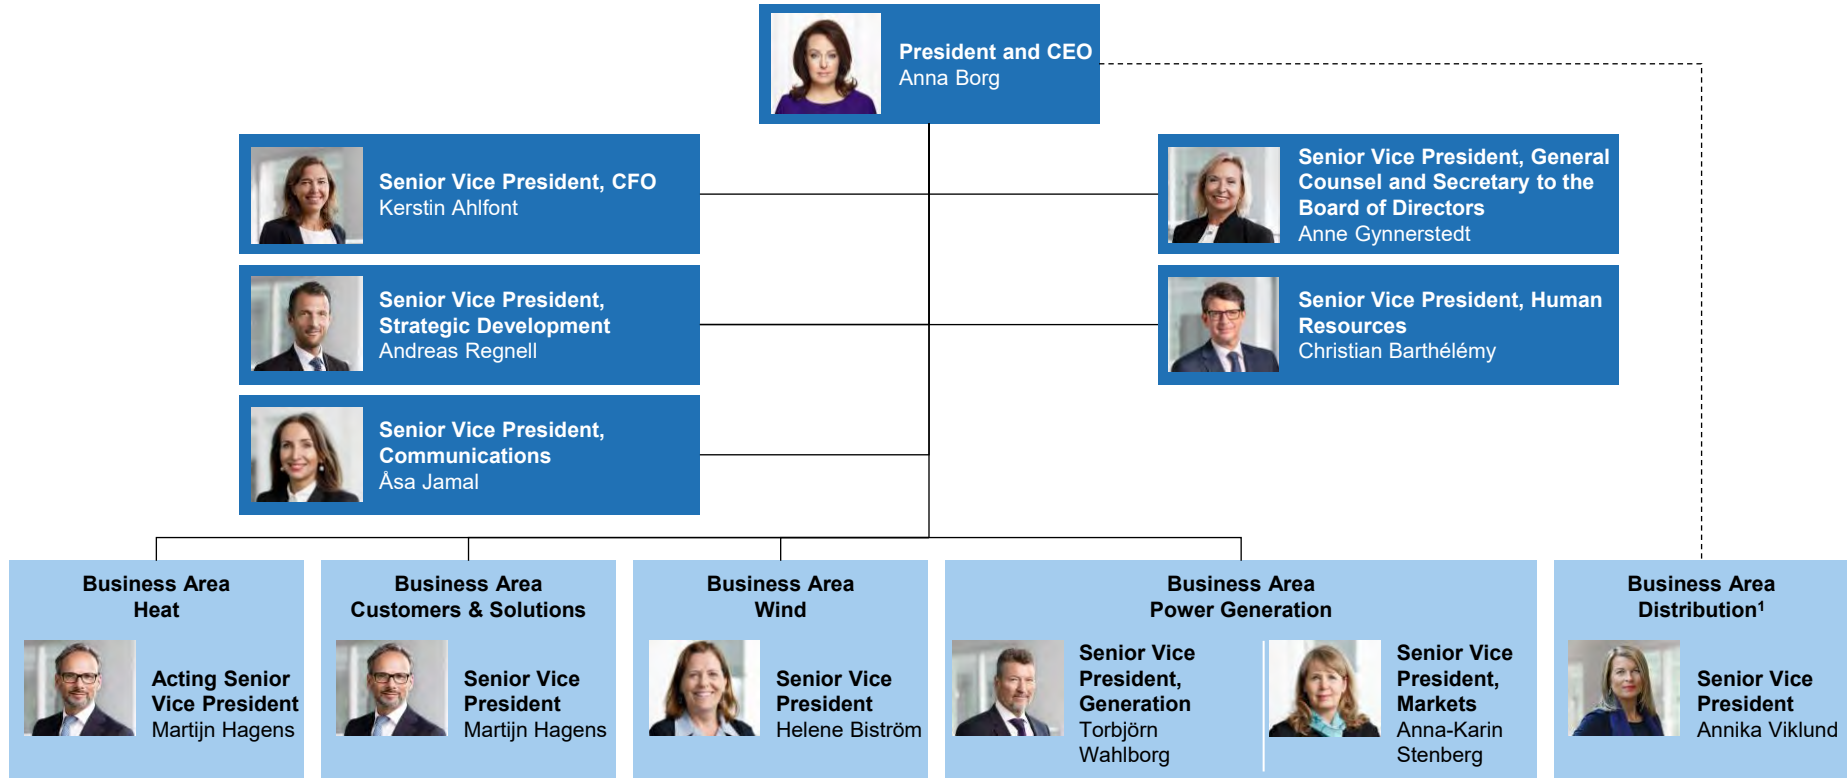 President and CEO
Anna Borg
Senior Vice President, CFO
Kerstin Ahlfont
Senior Vice President, General
Counsel and Secretary to the
Board of Directors
Anne Gynnerstedt
Senior Vice President,
Strategic Development
Andreas Regnell
Senior Vice President, Human
Resources
Christian Barthélémy
Senior Vice President,
Communications
Åsa Jamal
Business Area
Heat
Acting Senior
Vice President
Martijn Hagens
Business Area
Customers & Solutions
Senior Vice
President
Martijn Hagens
Business Area
Wind
Senior Vice
President
Helene Biström
Business Area
Power Generation
Senior Vice
President,
Generation
Torbjörn
Wahlborg
Senior Vice
President,
Markets
Anna-Karin
Stenberg
Business Area
Distribution¹
Senior Vice
President
Annika Viklund